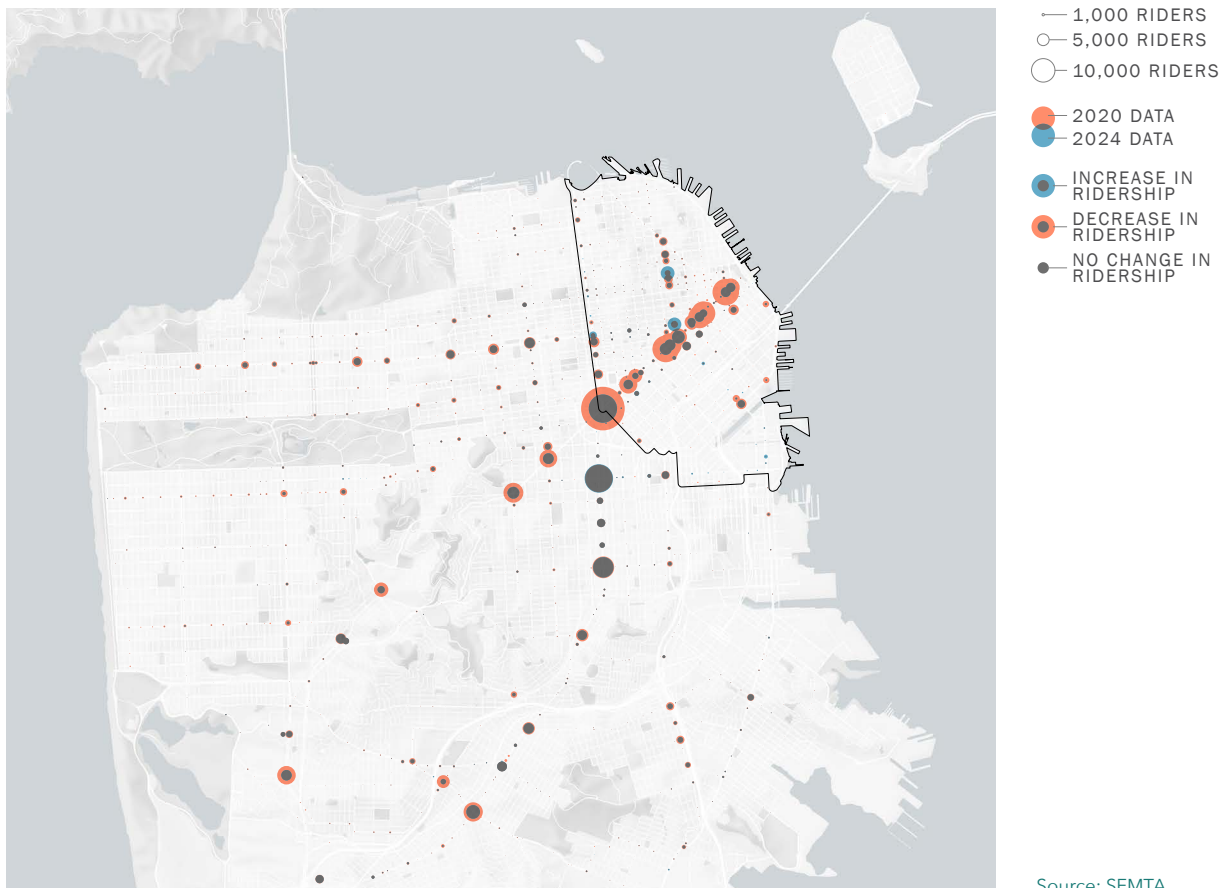 1,000 RIDERS
5,000 RIDERS
10,000 RIDERS
2020 DATA
2024 DATA
INCREASE IN
RIDERSHIP
DECREASE IN
RIDERSHIP
NO CHANGE IN
RIDERSHIP
Source: SFMTA